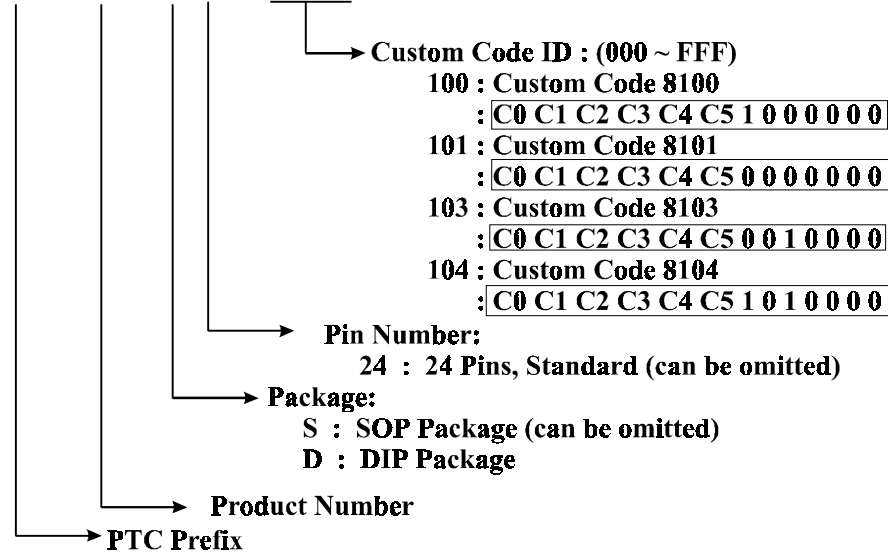 Custom Code ID : (000 ~ FFF)
100 : Custom Code 8100
: C0 C1 C2 C3 C4 C5 1 0 0 0 0 0 0
101 : Custom Code 8101
: C0 C1 C2 C3 C4 C5 0 0 0 0 0 0 0
103 : Custom Code 8103
: C0 C1 C2 C3 C4 C5 0 0 1 0 0 0 0
104 : Custom Code 8104
: C0 C1 C2 C3 C4 C5 1 0 1 0 0 0 0
Pin Number:
24 : 24 Pins, Standard (can be omitted)
Package:
S : SOP Package (can be omitted)
D : DIP Package
Product Number
PTC Prefix